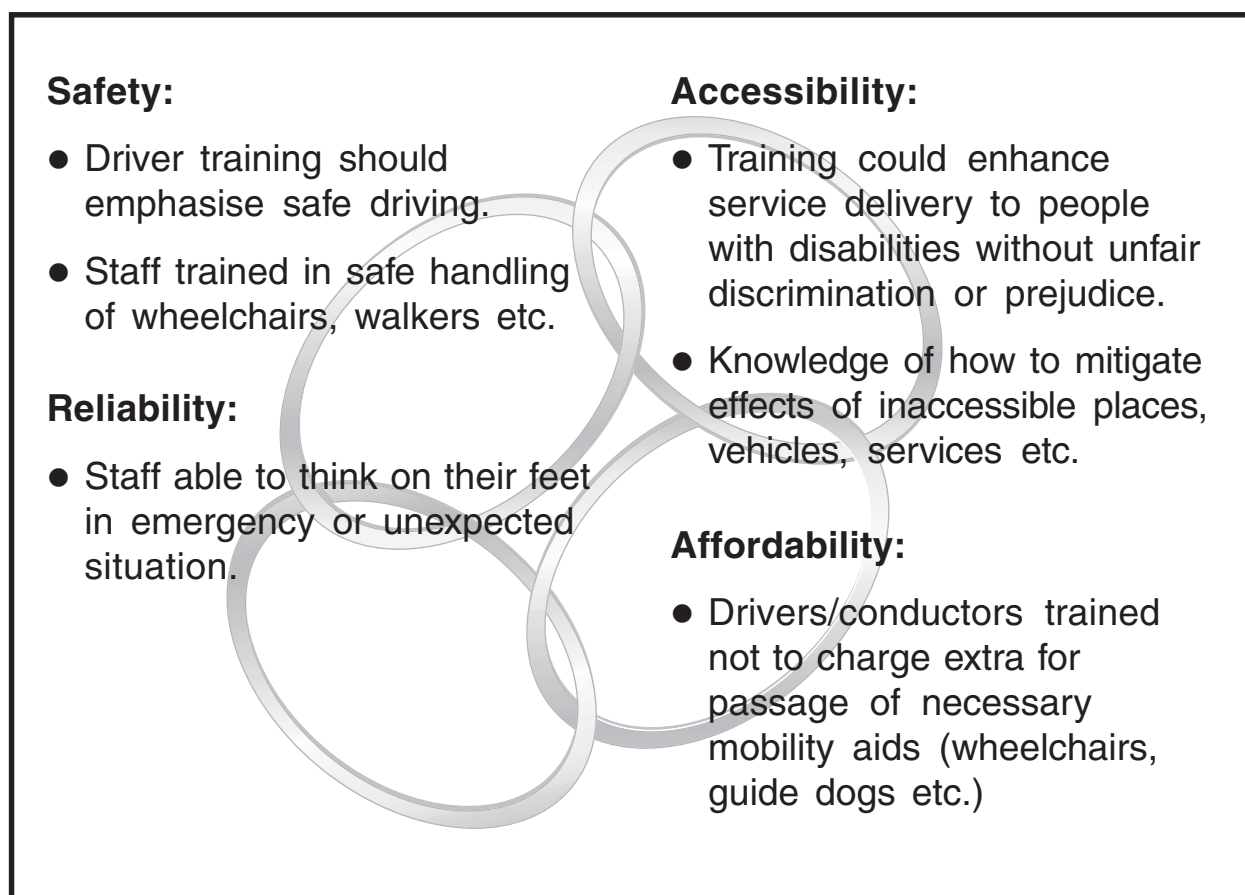 Safety:
● Driver training should
emphasise safe driving.
● Staff trained in safe handling
of wheelchairs, walkers etc.
Reliability:
● Staff able to think on their feet
in emergency or unexpected
situation.
Accessibility:
● Training could enhance
service delivery to people
with disabilities without unfair
discrimination or prejudice.
● Knowledge of how to mitigate
effects of inaccessible places,
vehicles, services etc.
Affordability:
● Drivers/conductors trained
not to charge extra for
passage of necessary
mobility aids (wheelchairs,
guide dogs etc.)